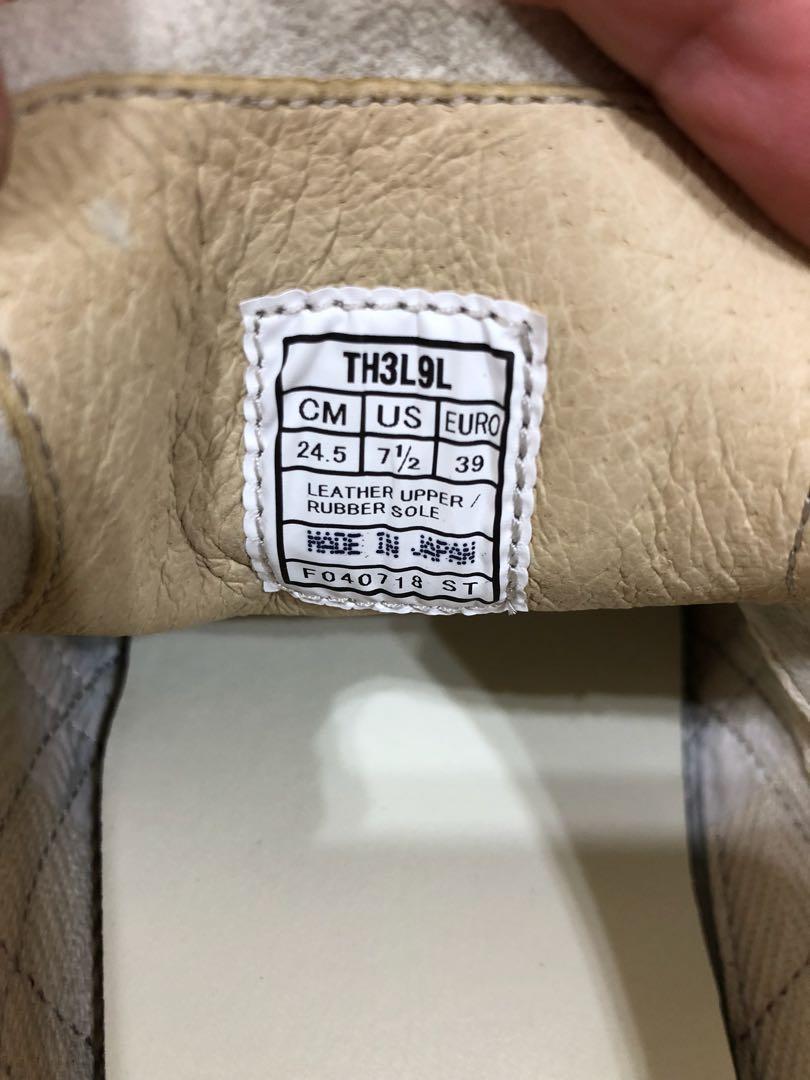 TH3L9L
CM US EURO
24.5 7½ 39
LEATHER UPPER /
RUBBER SOLE
MADE IN JAPAN
F040718 ST